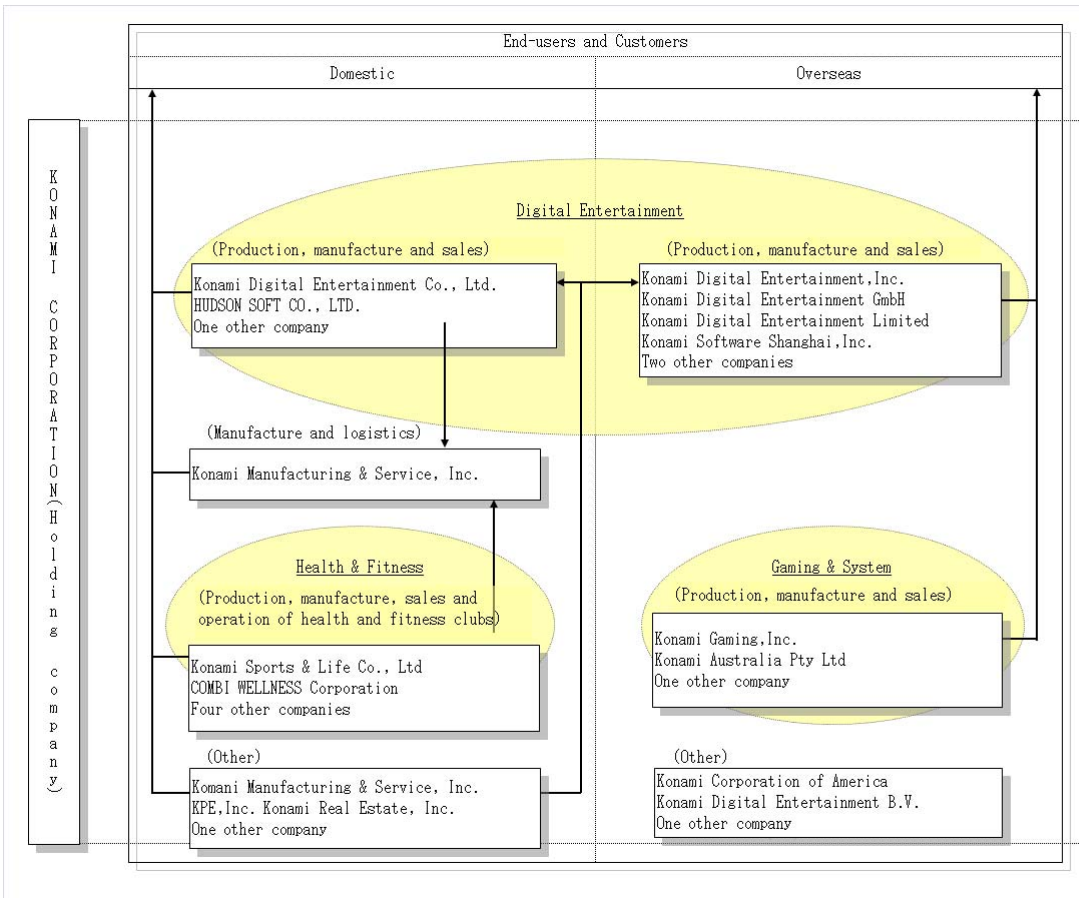 End-users and Customers
Domestic
Overseas
KONAMI CORPORATION(Holding company)
Digital Entertainment
(Production, manufacture and sales)
Konami Digital Entertainment Co., Ltd.
HUDSON SOFT CO., LTD.
One other company
(Production, manufacture and sales)
Konami Digital Entertainment,Inc.
Konami Digital Entertainment GmbH
Konami Digital Entertainment Limited
Konami Software Shanghai,Inc.
Two other companies
(Manufacture and logistics)
Konami Manufacturing & Service, Inc.
Health & Fitness
(Production, manufacture, sales and
operation of health and fitness clubs)
Konami Sports & Life Co., Ltd
COMBI WELLNESS Corporation
Four other companies
Gaming & System
(Production, manufacture and sales)
Konami Gaming,Inc.
Konami Australia Pty Ltd
One other company
(Other)
Komani Manufacturing & Service, Inc.
KPE,Inc. Konami Real Estate, Inc.
One other company
(Other)
Konami Corporation of America
Konami Digital Entertainment B.V.
One other company